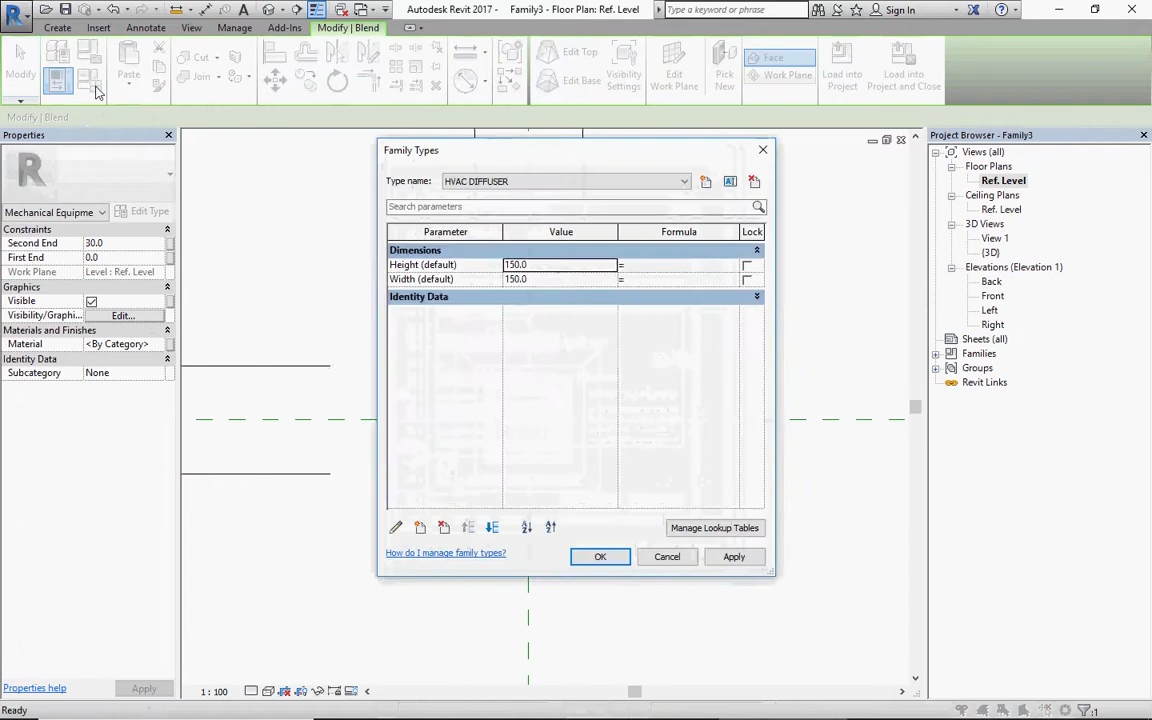 Autodesk Revit 2017 -    Family3 - Floor Plan: Ref. Level
Type a keyword or phrase
Sign In
Create
Insert
Annotate
View
Manage
Add-Ins
Modify | Blend
Modify
Paste
Cut
Join
Edit Top
Edit Base
Visibility
Settings
Edit
Work Plane
Pick
New
Face
Work Plane
Load into
Project
Load into
Project and Close
Modify | Blend
Properties
Mechanical Equipme
Edit Type
Constraints
Second End 30.0
First End 0.0
Work Plane Level : Ref. Level
Graphics
Visible
Visibility/Graphi... Edit...
Materials and Finishes
Material <By Category>
Identity Data
Subcategory None
Properties help
Apply
Family Types
Type name: HVAC DIFFUSER
Search parameters
Parameter Value Formula Lock
Dimensions
Height (default) 150.0 =
Width (default) 150.0 =
Identity Data
Manage Lookup Tables
How do I manage family types?
OK Cancel Apply
Project Browser - Family3
Views (all)
Floor Plans
Ref. Level
Ceiling Plans
Ref. Level
3D Views
View 1
{3D}
Elevations (Elevation 1)
Back
Front
Left
Right
Sheets (all)
Families
Groups
Revit Links
1 : 100
Ready
:1